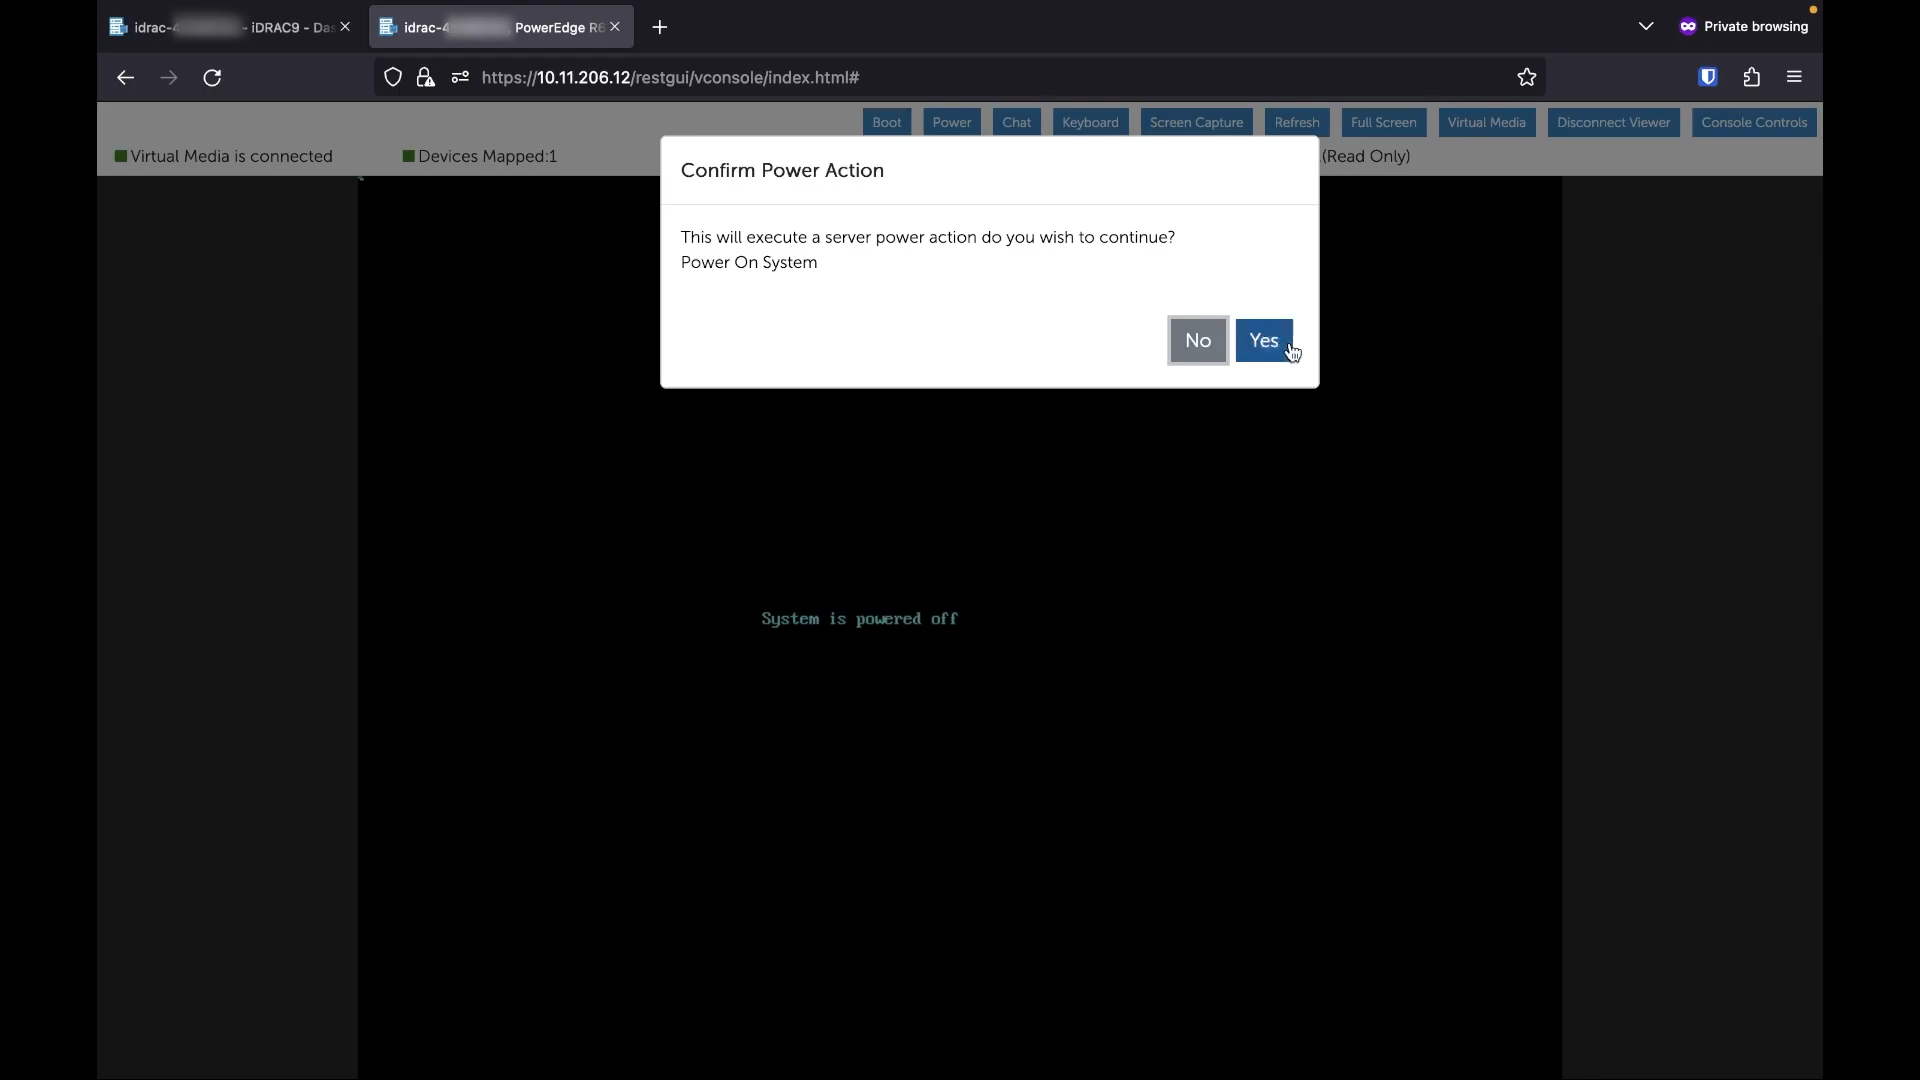 idrac-4 - iDRAC9 - Das
idrac-4 PowerEdge R6
Private browsing
https://10.11.206.12/restgui/vconsole/index.html#
Boot Power Chat Keyboard Screen Capture Refresh Full Screen Virtual Media Disconnect Viewer Console Controls
Virtual Media is connected Devices Mapped:1 (Read Only)
Confirm Power Action
This will execute a server power action do you wish to continue?
Power On System
No Yes
System is powered off